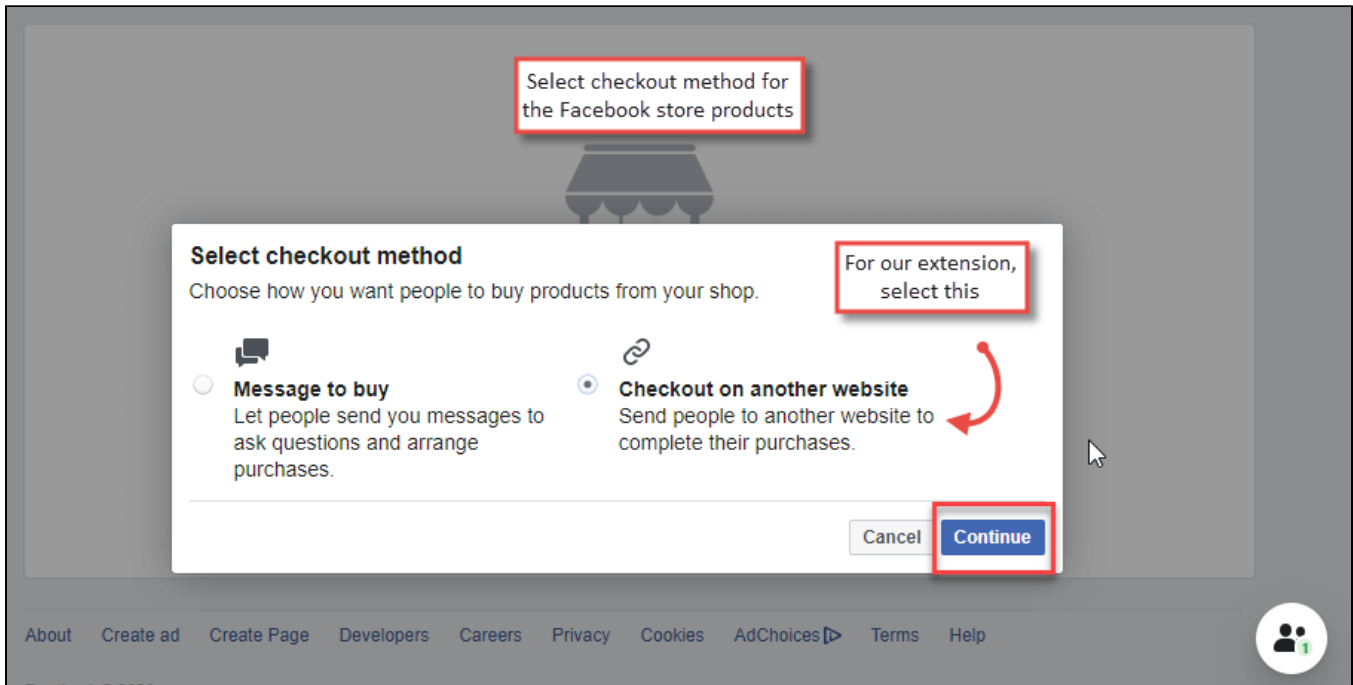 Select checkout method for
the Facebook store products
Select checkout method
Choose how you want people to buy products from your shop.
For our extension,
select this
Message to buy
Let people send you messages to
ask questions and arrange
purchases.
Checkout on another website
Send people to another website to
complete their purchases.
Cancel
Continue
About Create ad Create Page Developers Careers Privacy Cookies AdChoices Terms Help
1